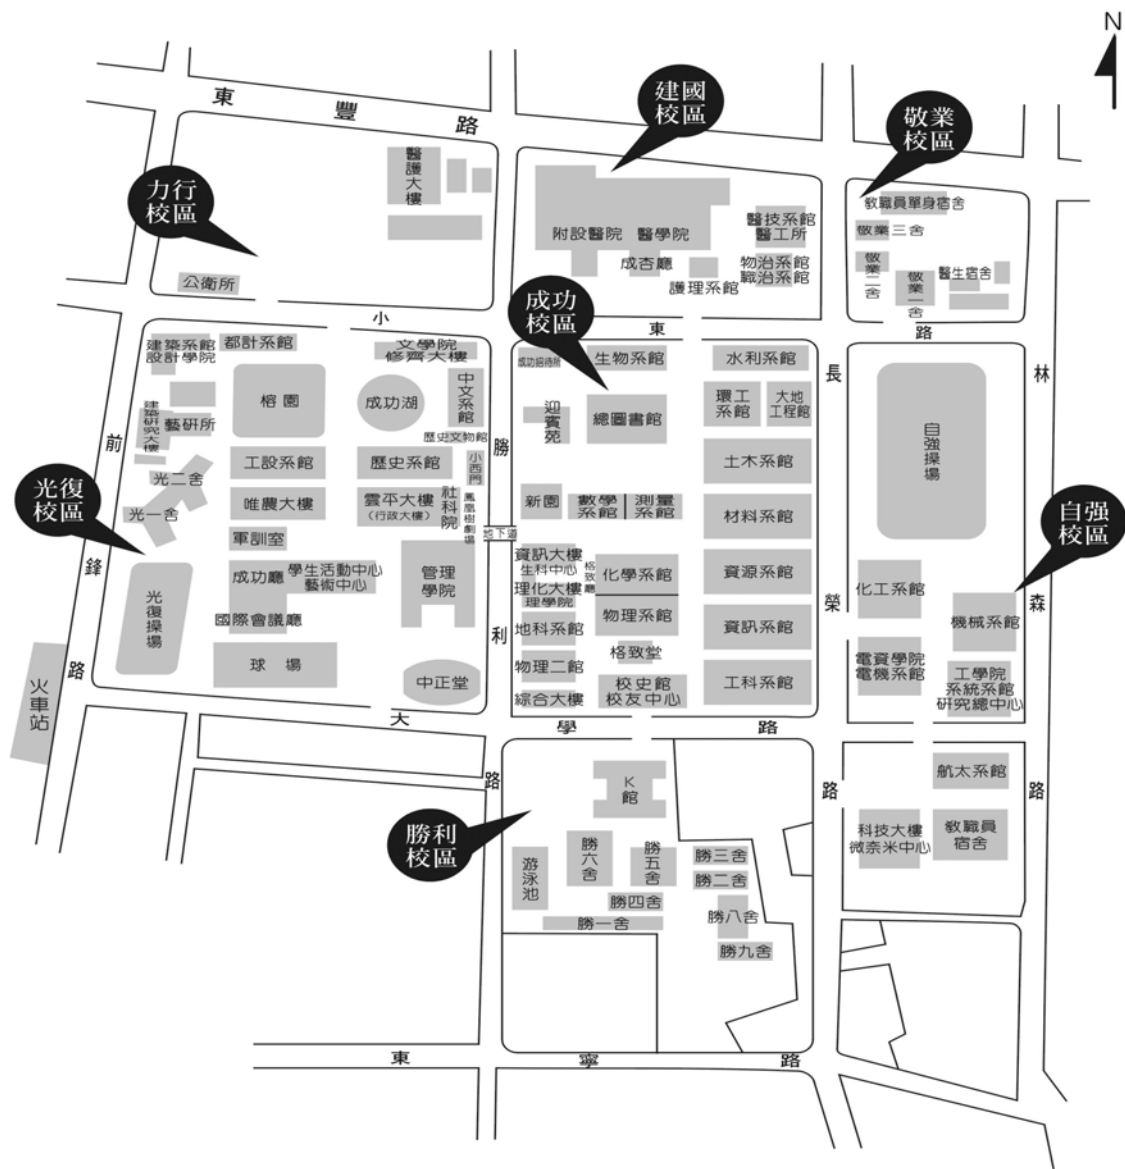 N
東豐路
建國
校區
敬業
校區
力行
校區
醫護大樓
公衛所
附設醫院
醫學院
醫技系館
醫工所
成杏廳
護理系館
物治系館
職治系館
教職員單身宿舍
敬業三舍
敬業二舍
敬業一舍
醫生宿舍
小東路
成功
校區
建築系館
設計學院
都計系館
文學院
修齊大樓
中文系館
榕園
成功湖
建築研究大樓
藝研所
歷史文物館
工設系館
歷史系館
小西門
光二舍
光一舍
唯農大樓
雲平大樓
(行政大樓)
社科院
鳳凰樹劇場
軍訓室
成功廳
學生活動中心
藝術中心
管理
學院
國際會議廳
光復操場
球場
中正堂
光復
校區
前鋒路
火車站
勝利路
地下道
成功招待所
生物系館
水利系館
迎賓苑
總圖書館
環工
系館
大地
工程館
土木系館
新園
數學
系館
測量
系館
材料系館
資訊大樓
生科中心
格致廳
化學系館
資源系館
理化大樓
理學院
地科系館
物理系館
資訊系館
格致堂
物理二館
校史館
校友中心
工科系館
綜合大樓
長榮路
自強操場
自強
校區
化工系館
機械系館
電資學院
電機系館
工學院
系統系館
研究總中心
林森路
大學路
航太系館
科技大樓
微奈米中心
教職員
宿舍
勝利
校區
K
館
游泳池
勝六舍
勝五舍
勝三舍
勝二舍
勝四舍
勝一舍
勝八舍
勝九舍
東寧路